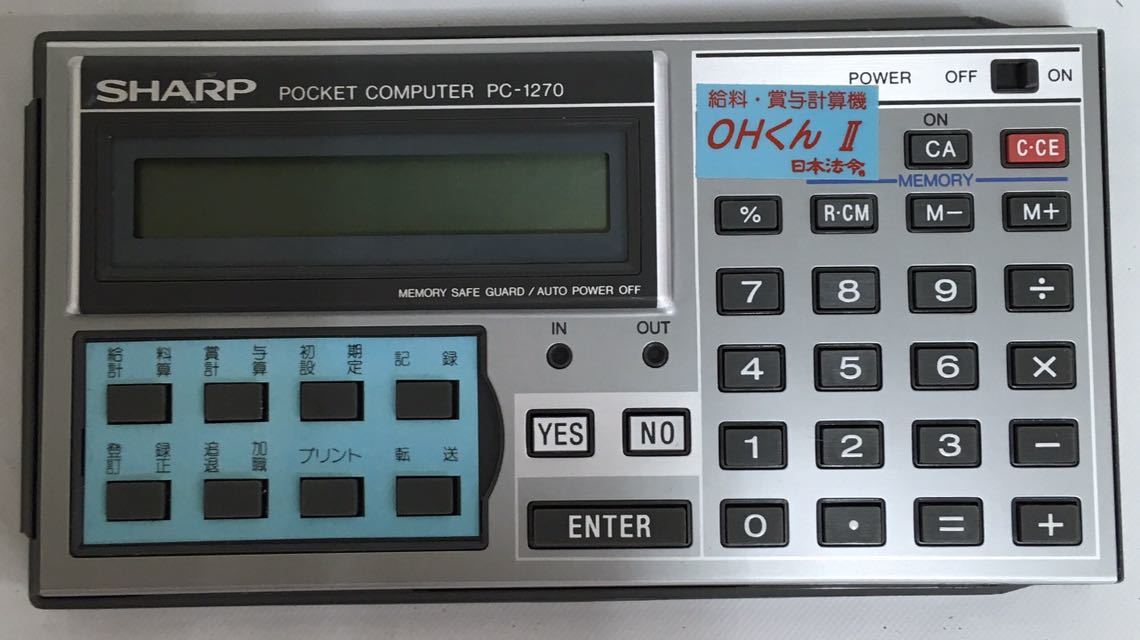 SHARP POCKET COMPUTER PC-1270
POWER OFF ON
給料・賞与計算機
OHくん Ⅱ
日本法令。
ON
CA C·CE
MEMORY
% R·CM M− M+
MEMORY SAFE GUARD / AUTO POWER OFF
7 8 9 ÷
IN OUT
給料計算 賞与計算 初期設定 記録
4 5 6 ×
YES NO
1 2 3 −
登録訂正 追加退職 プリント 転送
ENTER
0 . = +